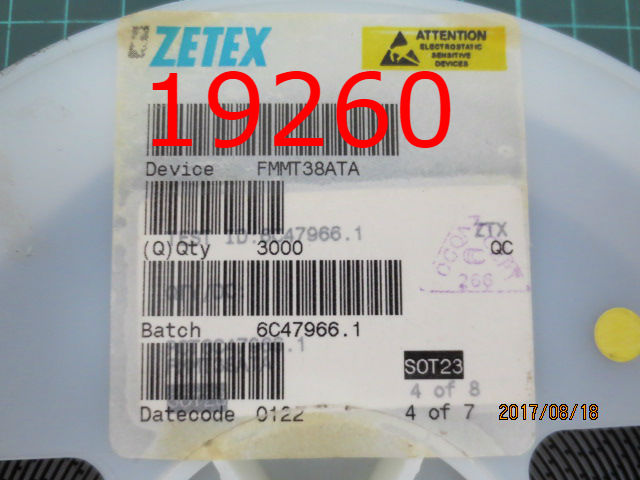 ZETEX
ATTENTION
ELECTROSTATIC
SENSITIVE
DEVICES
19260
Device FMMT38ATA
TEST ID:6C47966.1
ZTX
(Q)Qty 3000
QC
266
Batch 6C47966.1
SOT23
4 of 8
Datecode 0122
4 of 7
2017/08/18